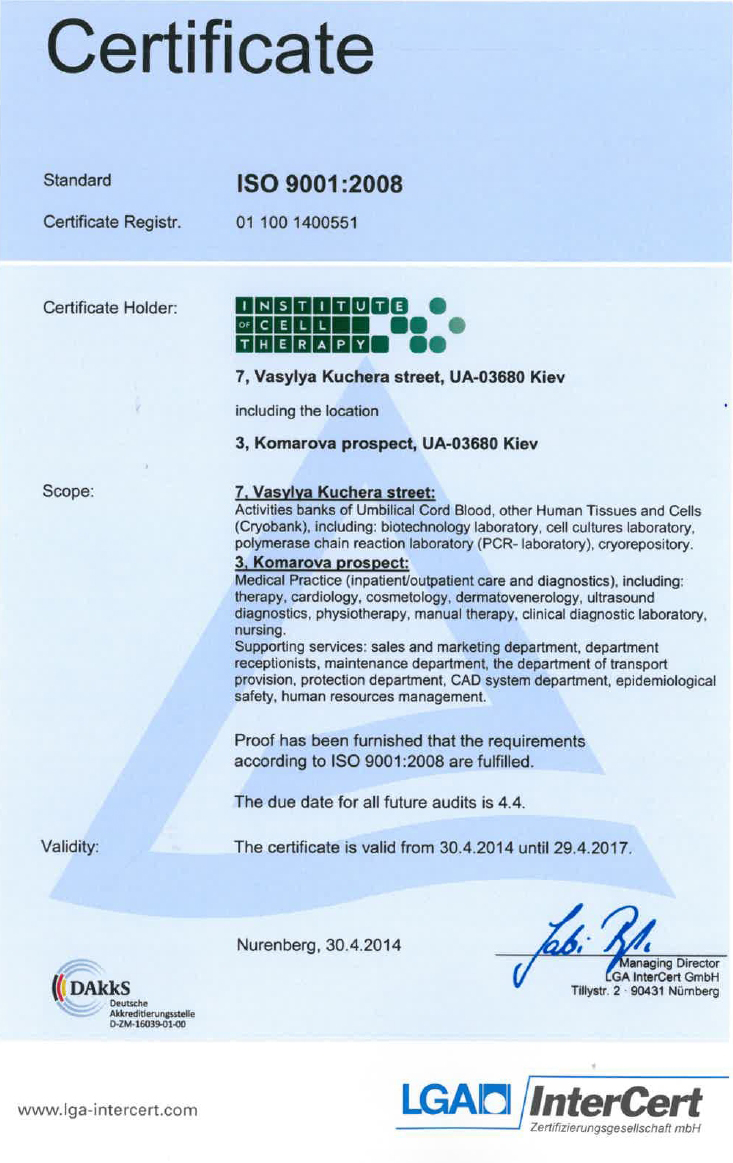 Certificate
Standard ISO 9001:2008
Certificate Registr. 01 100 1400551
Certificate Holder:
INSTITUTE
OF CELL
THERAPY
7, Vasylya Kuchera street, UA-03680 Kiev
including the location
3, Komarova prospect, UA-03680 Kiev
Scope:
7, Vasylya Kuchera street:
Activities banks of Umbilical Cord Blood, other Human Tissues and Cells
(Cryobank), including: biotechnology laboratory, cell cultures laboratory,
polymerase chain reaction laboratory (PCR- laboratory), cryorepository.
3, Komarova prospect:
Medical Practice (inpatient/outpatient care and diagnostics), including:
therapy, cardiology, cosmetology, dermatovenerology, ultrasound
diagnostics, physiotherapy, manual therapy, clinical diagnostic laboratory,
nursing.
Supporting services: sales and marketing department, department
receptionists, maintenance department, the department of transport
provision, protection department, CAD system department, epidemiological
safety, human resources management.
Proof has been furnished that the requirements
according to ISO 9001:2008 are fulfilled.
The due date for all future audits is 4.4.
Validity: The certificate is valid from 30.4.2014 until 29.4.2017.
Nurenberg, 30.4.2014
Managing Director
LGA InterCert GmbH
Tillystr. 2 · 90431 Nürnberg
DAkkS
Deutsche
Akkreditierungsstelle
D-ZM-16039-01-00
www.lga-intercert.com
LGA InterCert
Zertifizierungsgesellschaft mbH